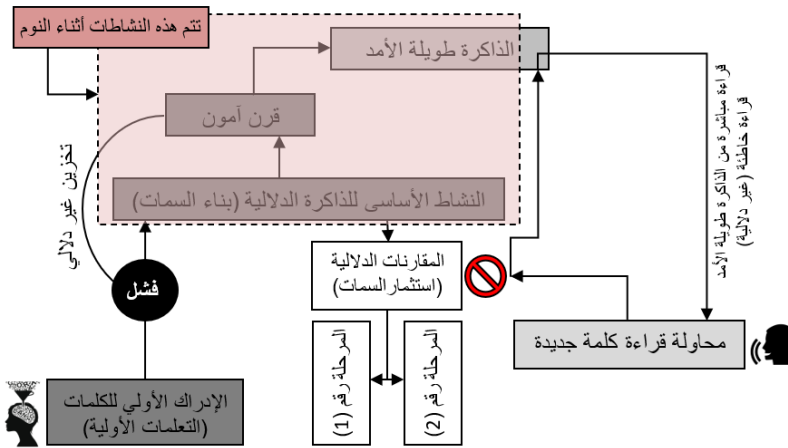 تتم هذه النشاطات أثناء النوم
الذاكرة طويلة الأمد
قرن آمون
النشاط الأساسي للذاكرة الدلالية (بناء السمات)
تخزين غير دلالي
فشل
المقارنات الدلالية
(استثمارالسمات)
المرحلة رقم (1)
المرحلة رقم (2)
قراءة مباشرة من الذاكرة طويلة الأمد
قراءة خاطئة (غير دلالية)
محاولة قراءة كلمة جديدة
الإدراك الأولي للكلمات
(التعلمات الأولية)